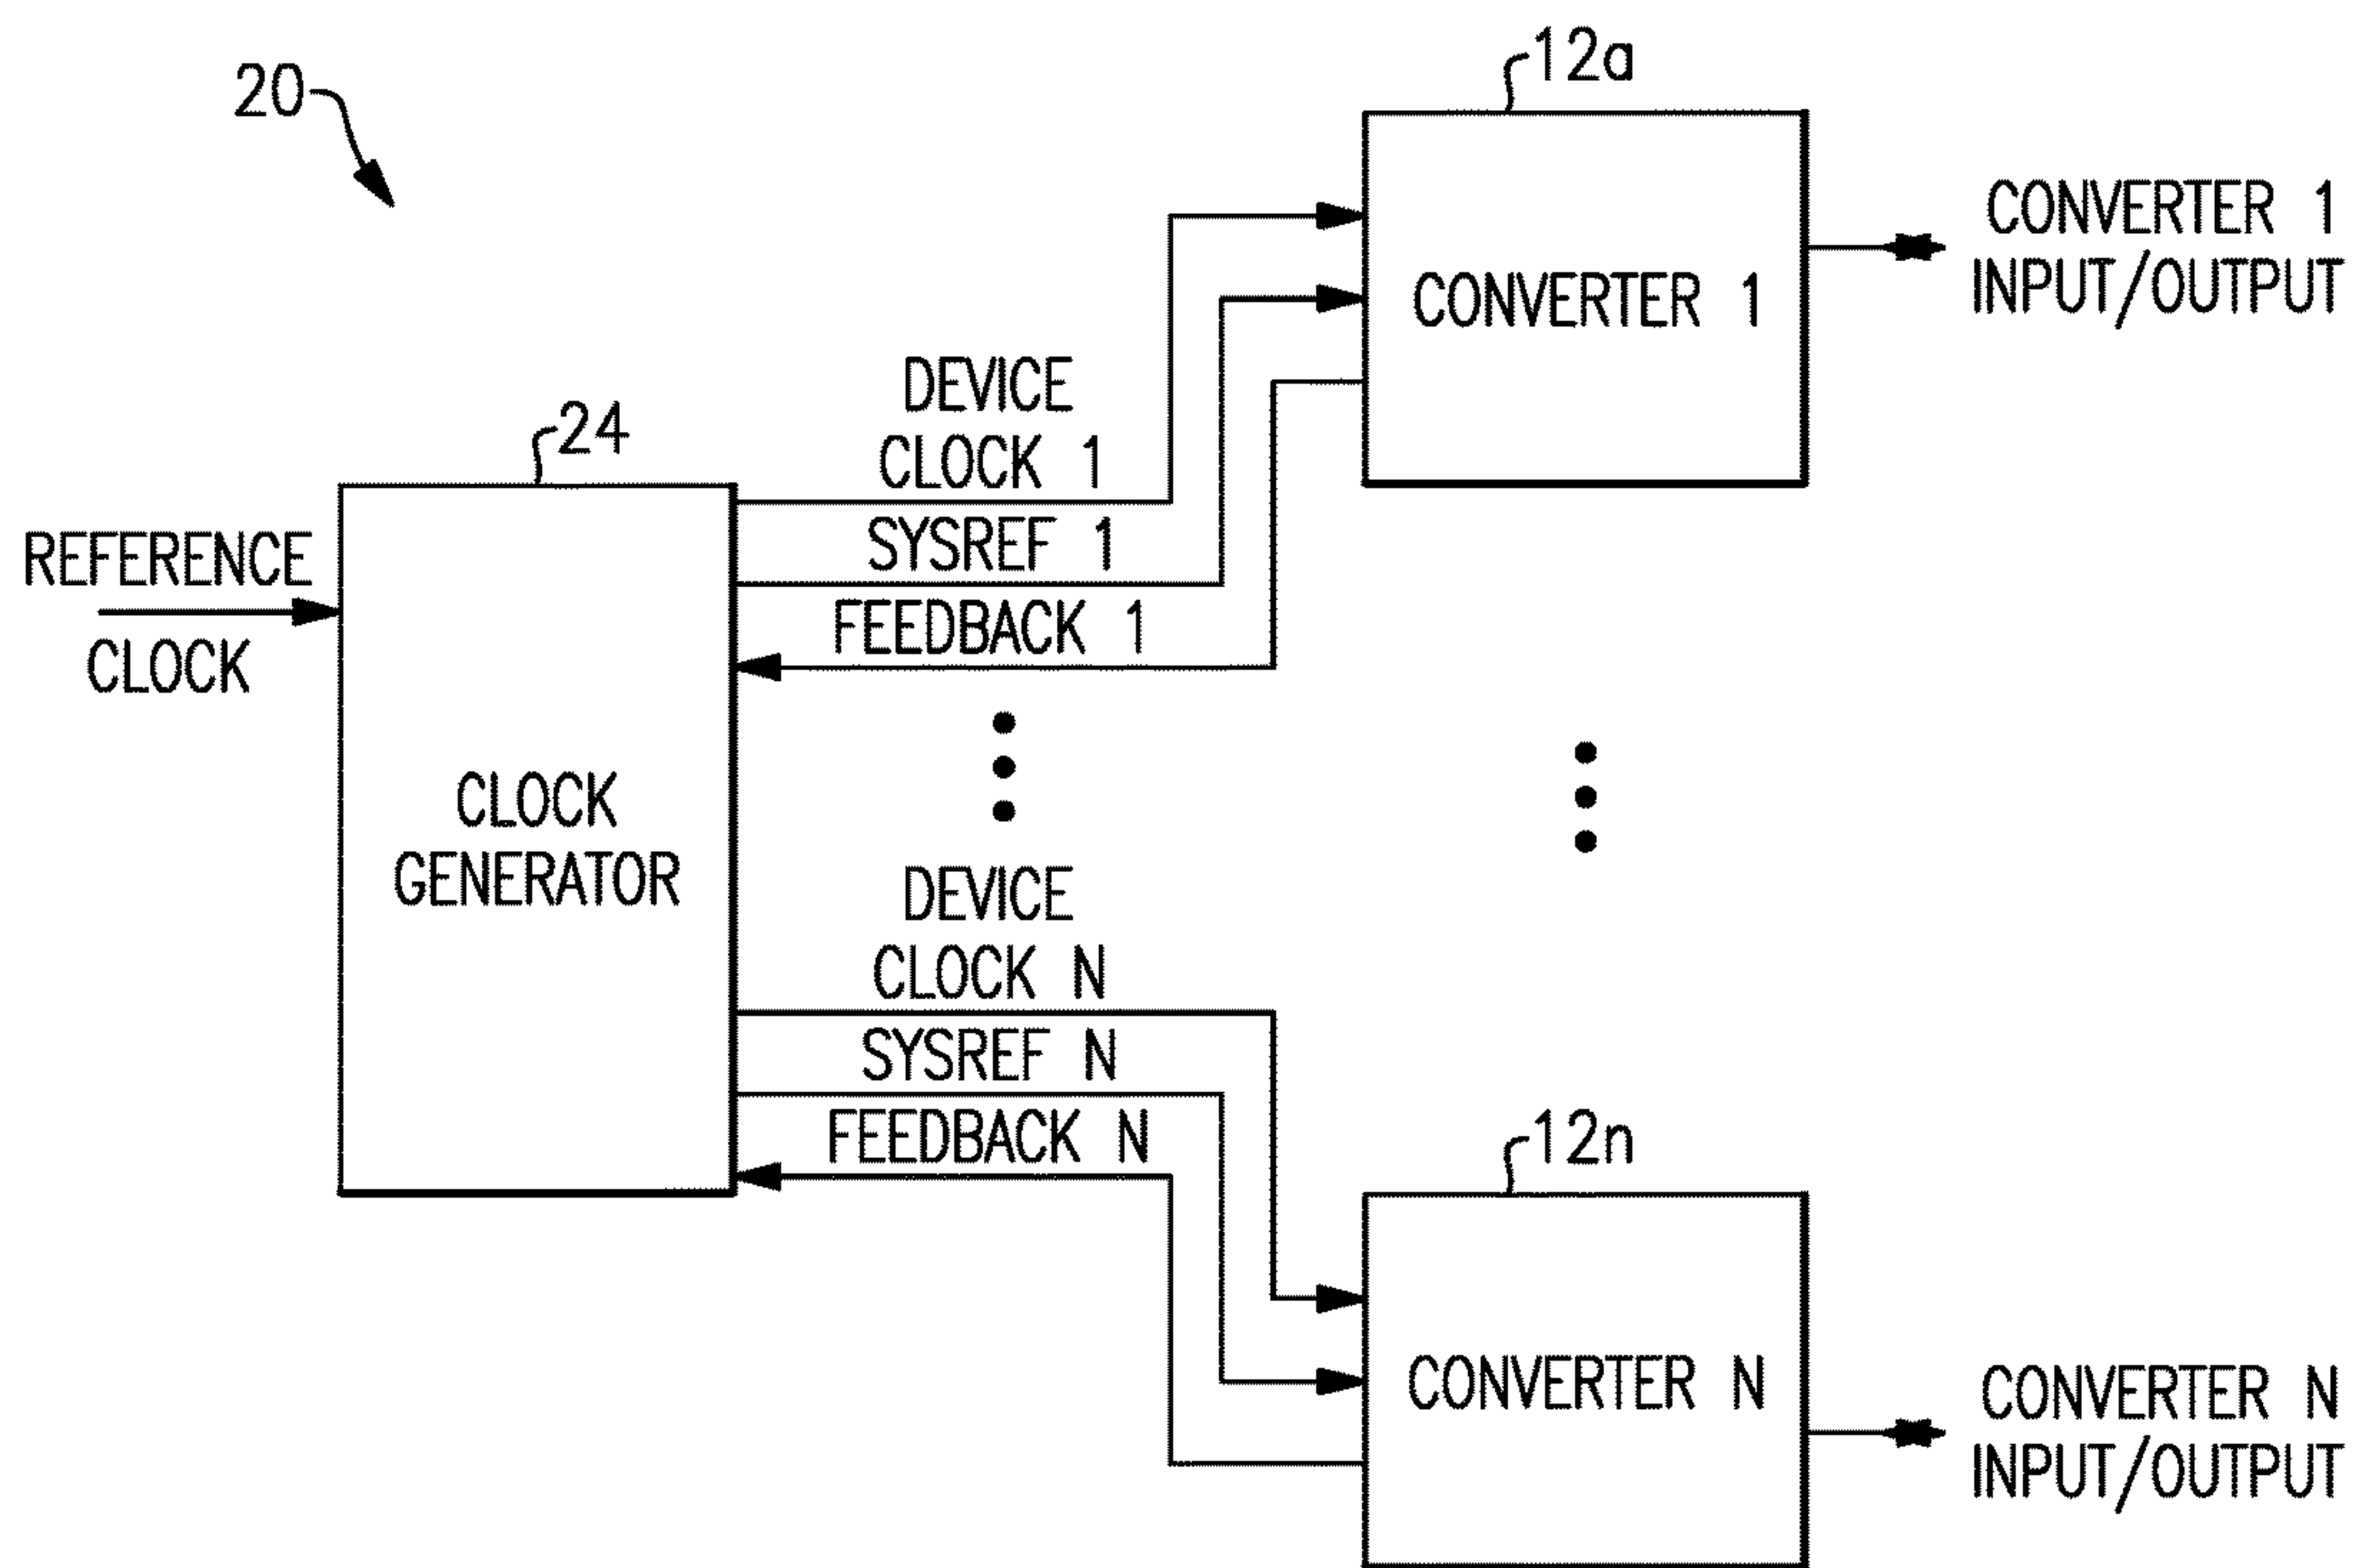 20
12a
CONVERTER 1
INPUT/OUTPUT
CONVERTER 1
DEVICE
CLOCK 1
24
SYSREF 1
REFERENCE
CLOCK
FEEDBACK 1
CLOCK
GENERATOR
DEVICE
CLOCK N
SYSREF N
FEEDBACK N
12n
CONVERTER N
CONVERTER N
INPUT/OUTPUT